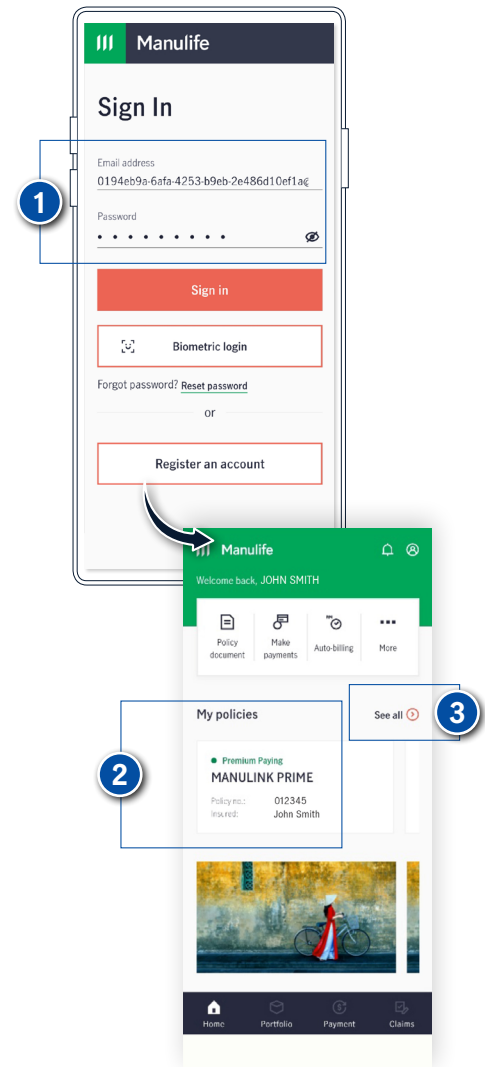 Manulife
Sign In
Email address
0194eb9a-6afa-4253-b9eb-2e486d10ef1a
1
Password
Sign in
Biometric login
Forgot password? Reset password
or
Register an account
Manulife
Welcome back, JOHN SMITH
Policy document
Make payments
Auto-billing
More
My policies
See all
3
Premium Paying
2
MANULINK PRIME
Policy no.: 012345
Insured: John Smith
Home
Portfolio
Payment
Claims